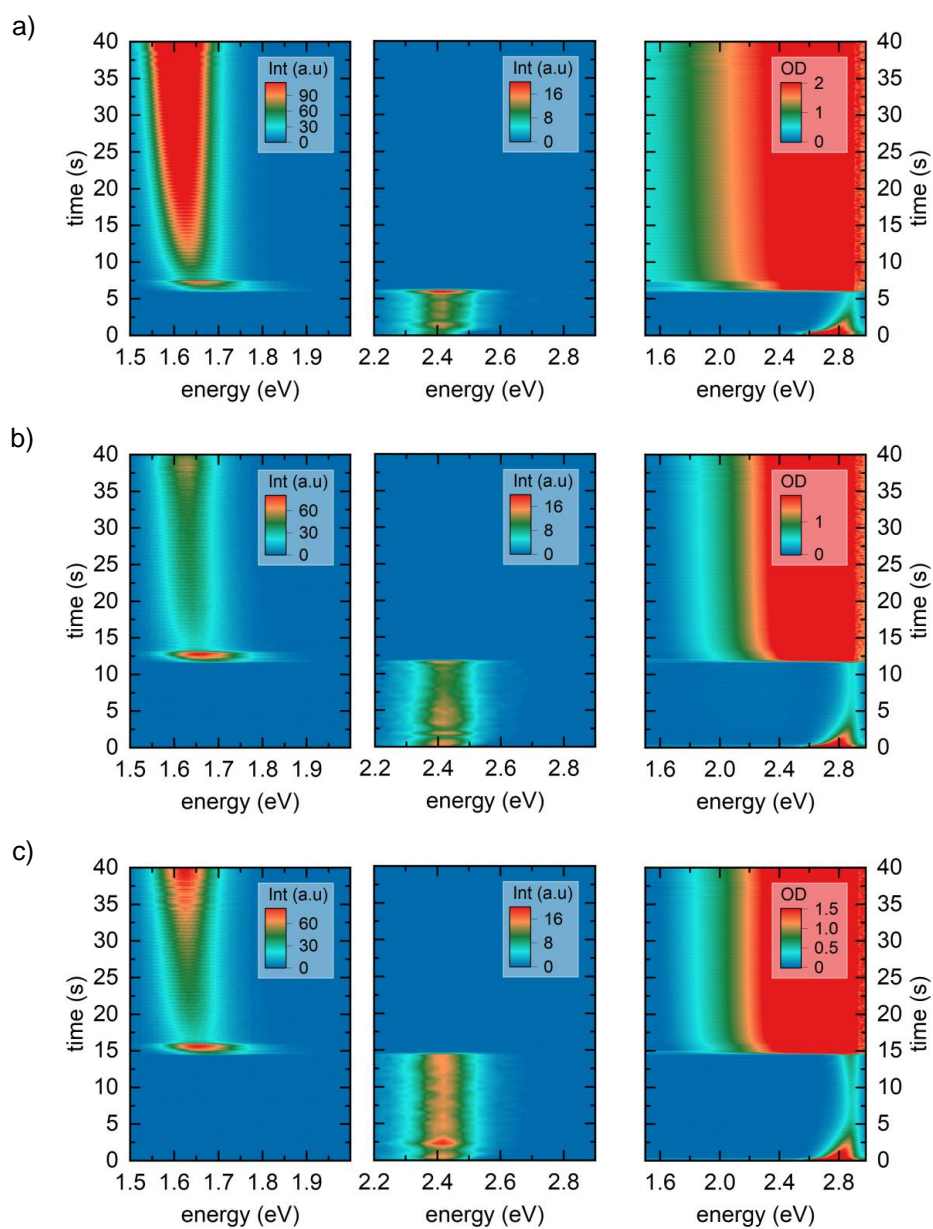 a)
40
35
30
25
20
15
10
5
0
time (s)
Int (a.u)
90
60
30
0
1.5 1.6 1.7 1.8 1.9
energy (eV)
Int (a.u)
16
8
0
2.2 2.4 2.6 2.8
energy (eV)
OD
2
1
0
1.6 2.0 2.4 2.8
energy (eV)
40
35
30
25
20
15
10
5
0
time (s)
b)
40
35
30
25
20
15
10
5
0
time (s)
Int (a.u)
60
30
0
1.5 1.6 1.7 1.8 1.9
energy (eV)
Int (a.u)
16
8
0
2.2 2.4 2.6 2.8
energy (eV)
OD
1
0
1.6 2.0 2.4 2.8
energy (eV)
40
35
30
25
20
15
10
5
0
time (s)
c)
40
35
30
25
20
15
10
5
0
time (s)
Int (a.u)
60
30
0
1.5 1.6 1.7 1.8 1.9
energy (eV)
Int (a.u)
16
8
0
2.2 2.4 2.6 2.8
energy (eV)
OD
1.5
1.0
0.5
0
1.6 2.0 2.4 2.8
energy (eV)
40
35
30
25
20
15
10
5
0
time (s)